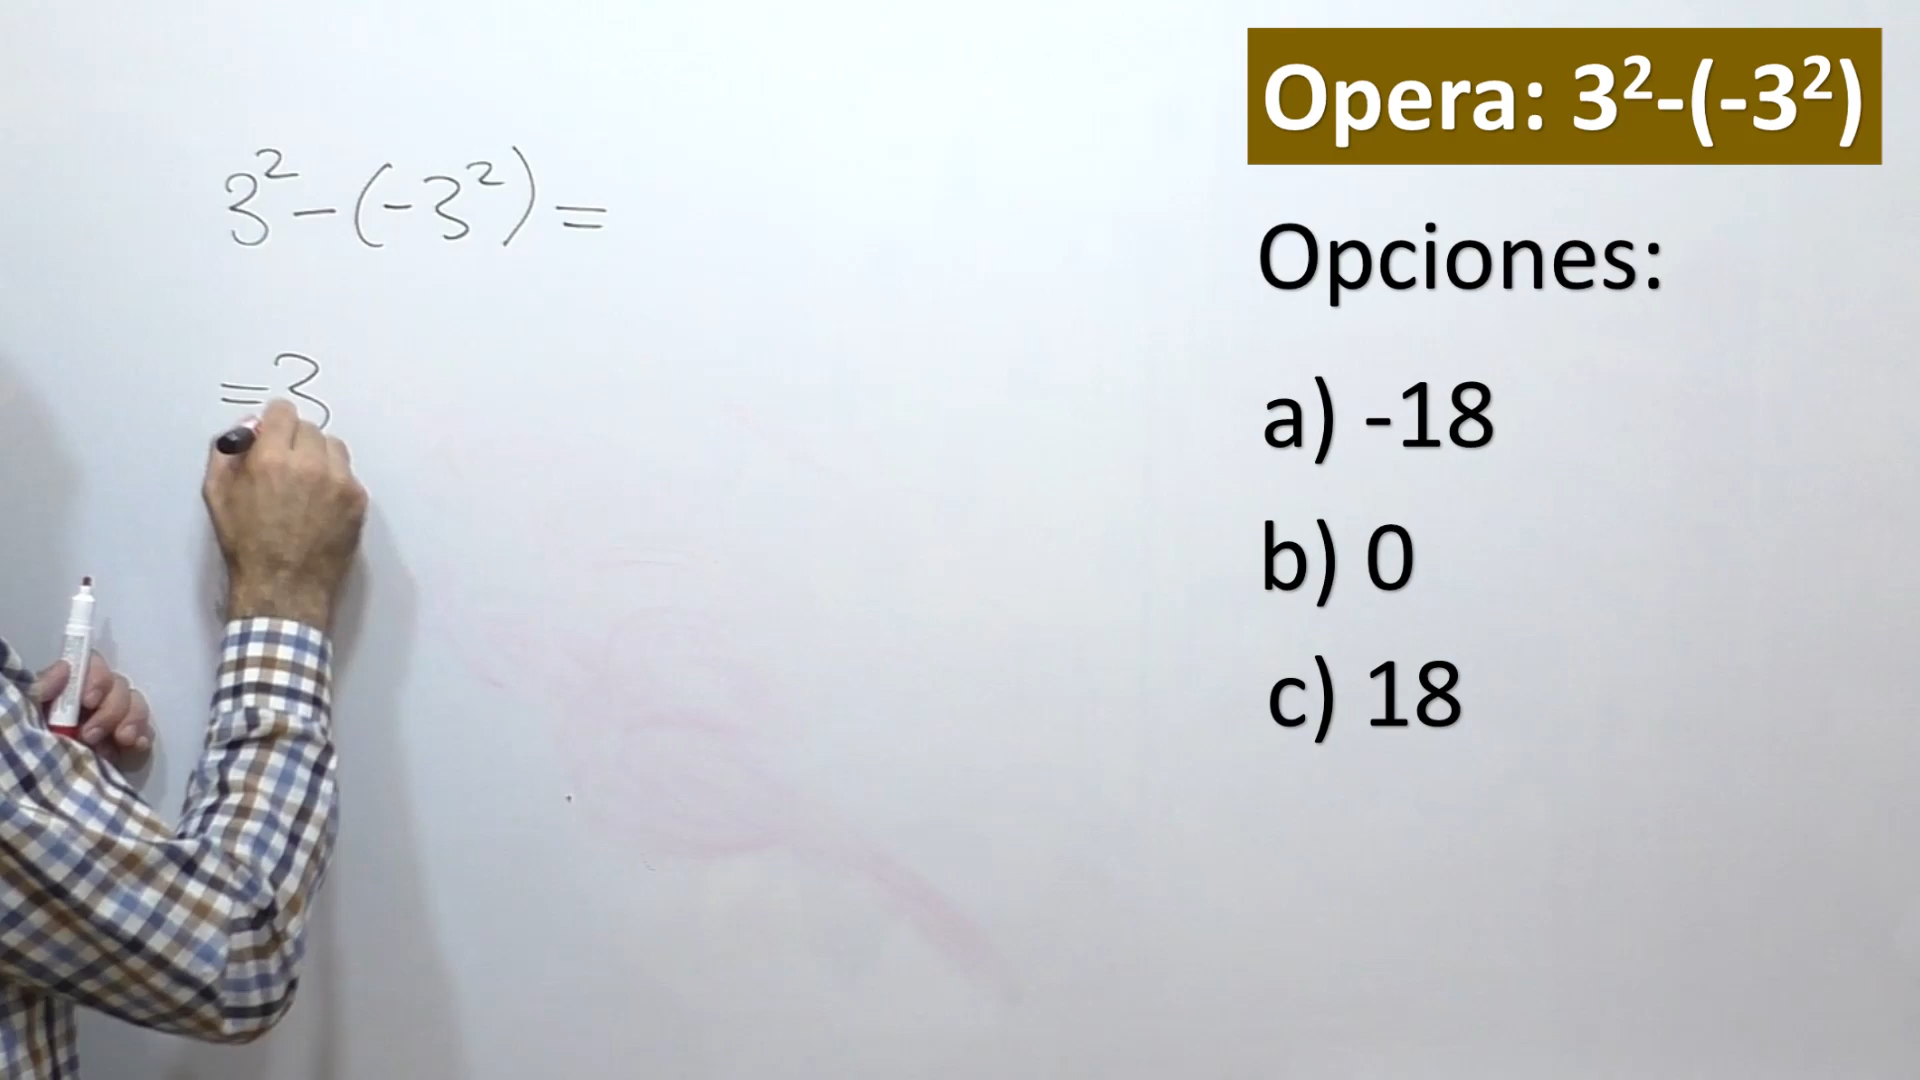 Opera: 3²-(-3²)
3² - (-3²) =
= 3
Opciones:
a) -18
b) 0
c) 18